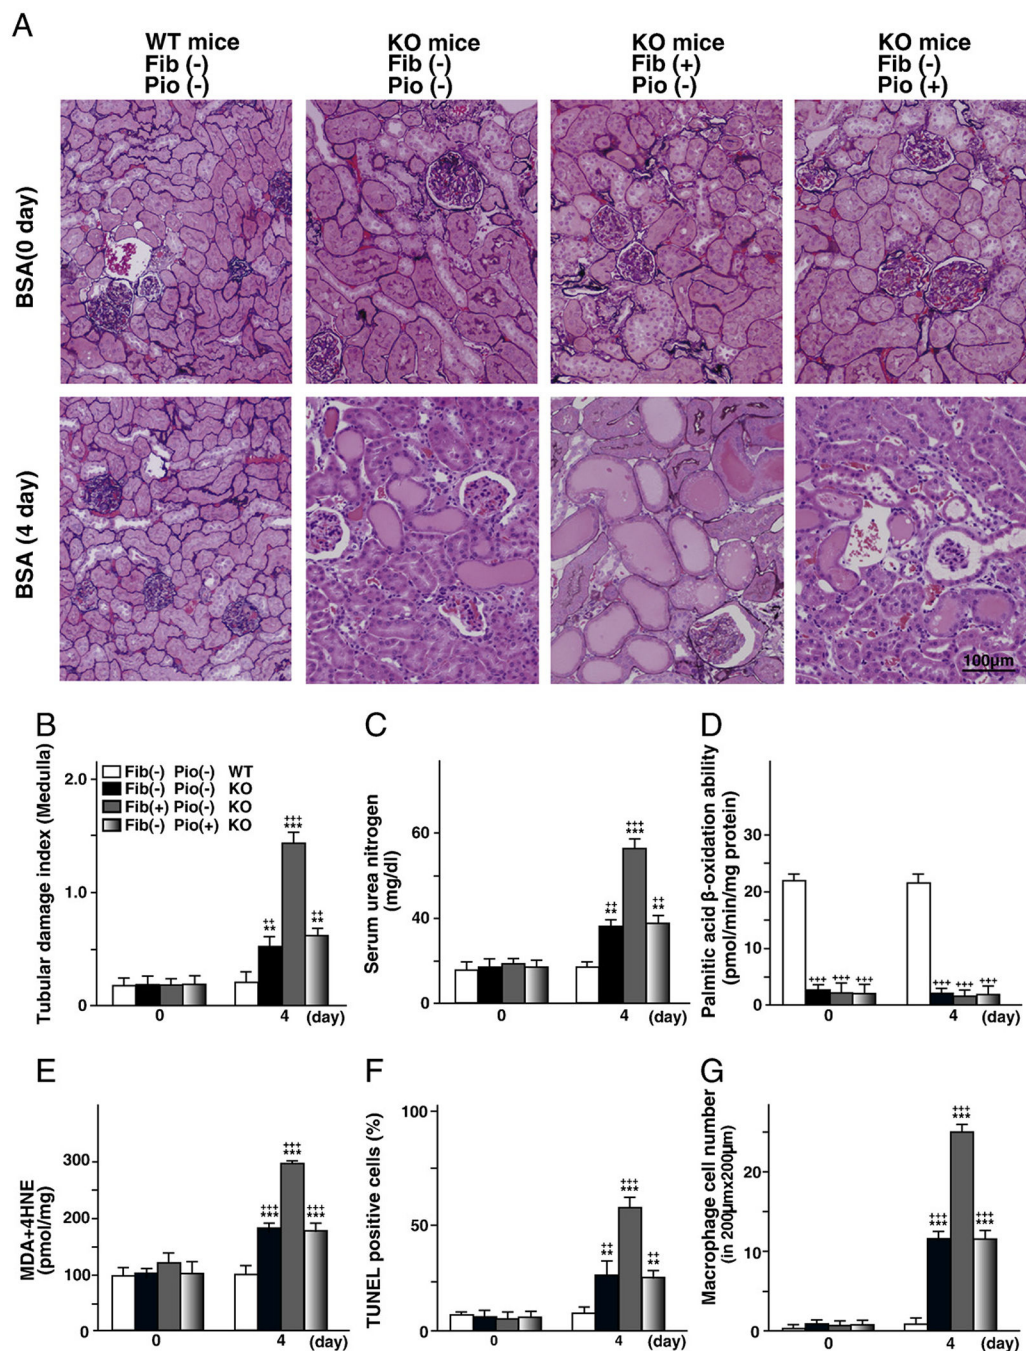 A
WT mice
Fib (-)
Pio (-)
KO mice
Fib (-)
Pio (-)
KO mice
Fib (+)
Pio (-)
KO mice
Fib (-)
Pio (+)
BSA(0 day)
BSA (4 day)
100μm
B
Tubular damage index (Medulla)
2.0
1.0
0
Fib(-) Pio(-) WT
Fib(-) Pio(-) KO
Fib(+) Pio(-) KO
Fib(-) Pio(+) KO
++
**
+++
***
++
**
0 4 (day)
C
Serum urea nitrogen
(mg/dl)
60
40
0
++
**
+++
***
++
**
0 4 (day)
D
Palmitic acid β-oxidation ability
(pmol/min/mg protein)
30
20
10
0
+++ +++ +++
+++ +++ +++
0 4 (day)
E
MDA+4HNE
(pmol/mg)
300
200
100
0
+++
***
+++
***
+++
***
0 4 (day)
F
TUNEL positive cells (%)
100
50
0
++
**
+++
***
++
**
0 4 (day)
G
Macrophage cell number
(in 200μmx200μm)
20
10
0
+++
***
+++
***
+++
***
0 4 (day)